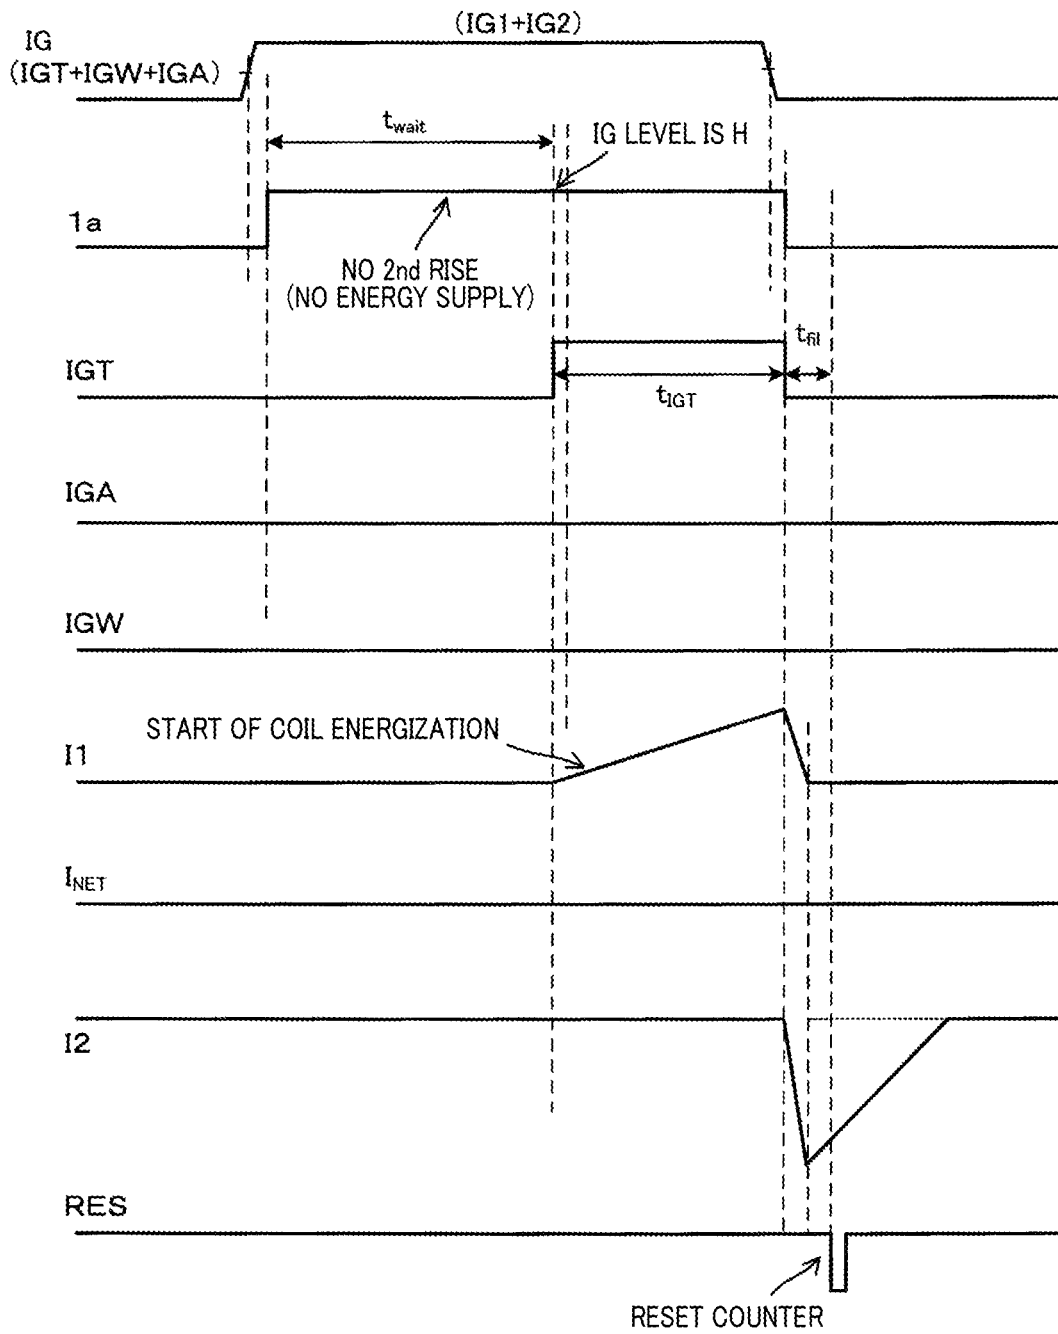 (IG1+IG2)
IG
(IGT+IGW+IGA)
twait
IG LEVEL IS H
1a
NO 2nd RISE
(NO ENERGY SUPPLY)
tfil
IGT
tIGT
IGA
IGW
START OF COIL ENERGIZATION
I1
INET
I2
RES
RESET COUNTER